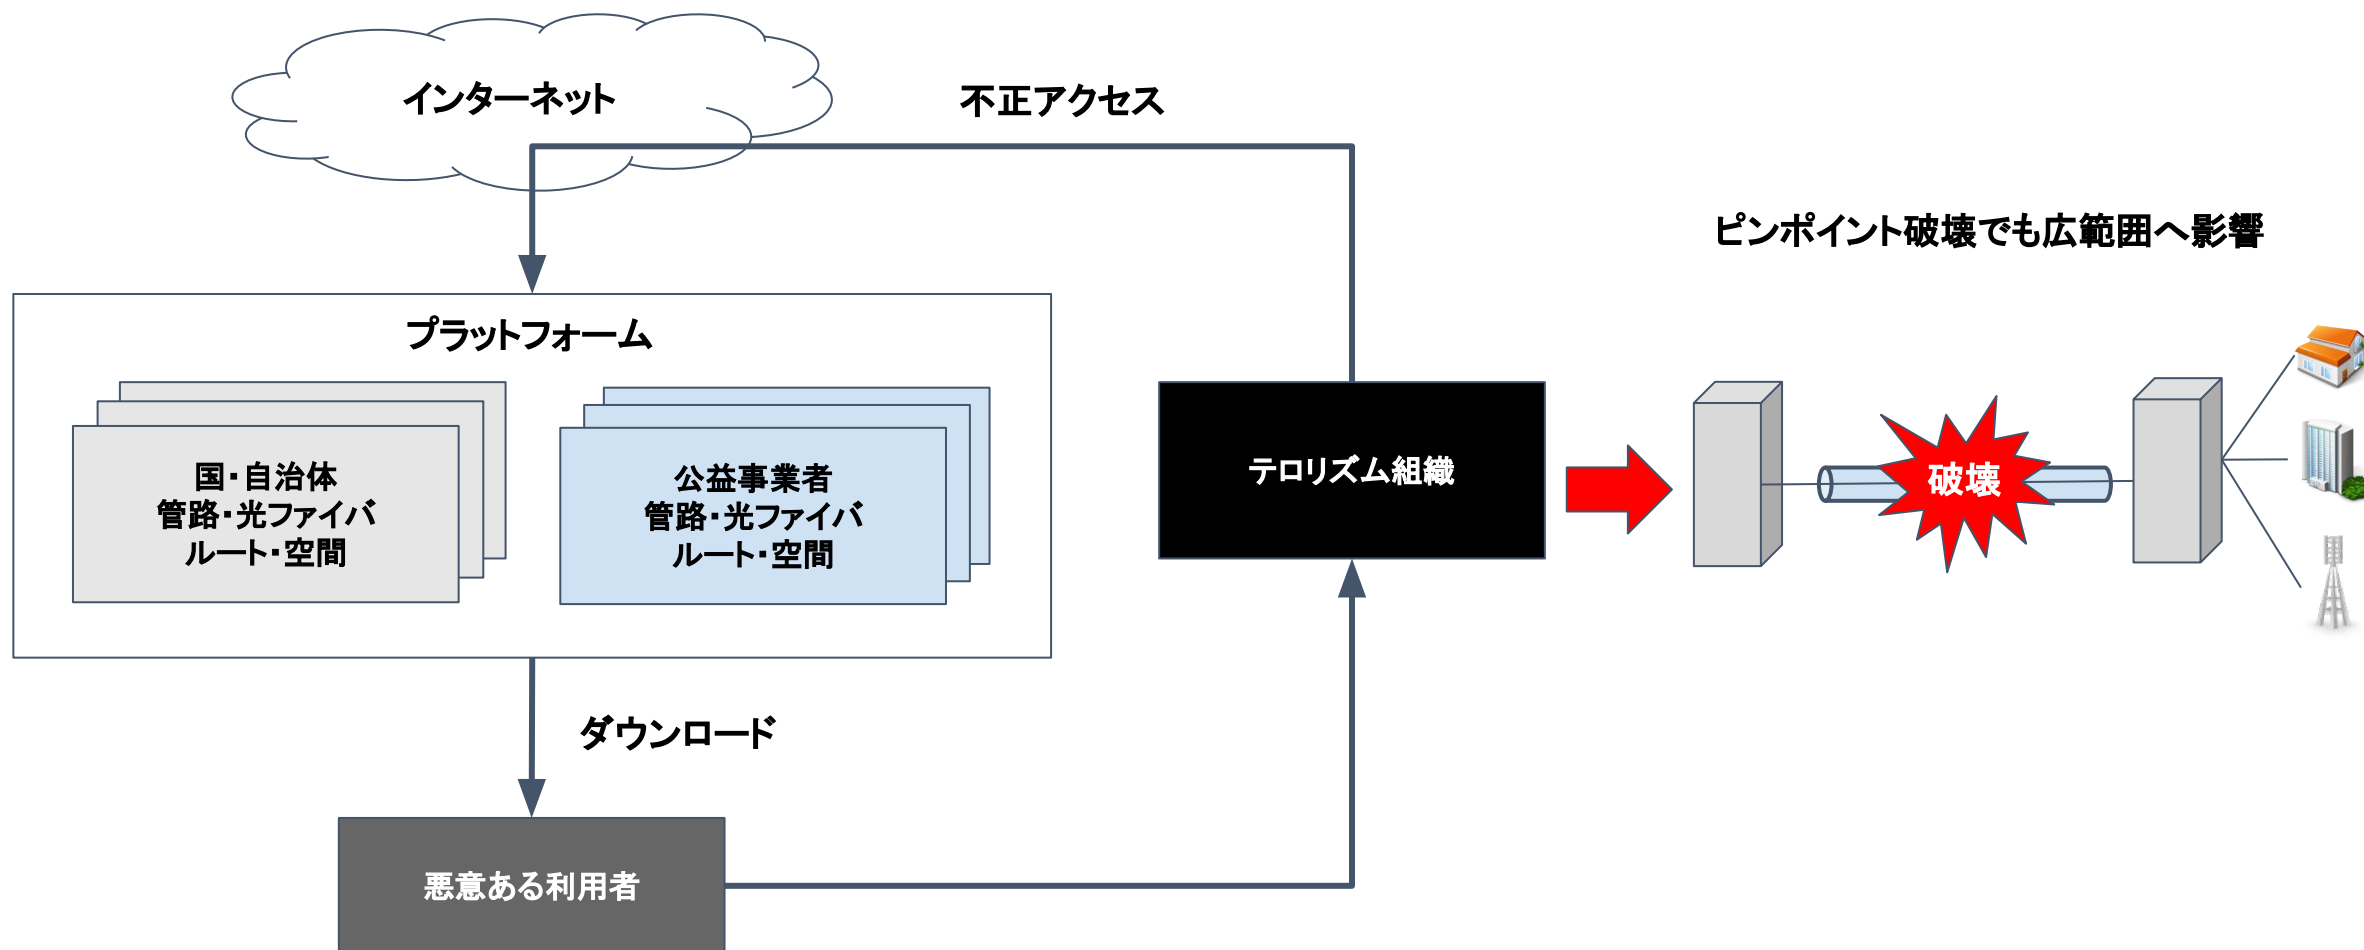 インターネット
不正アクセス
ピンポイント破壊でも広範囲へ影響
プラットフォーム
国・自治体
管路・光ファイバ
ルート・空間
公益事業者
管路・光ファイバ
ルート・空間
テロリズム組織
破壊
ダウンロード
悪意ある利用者